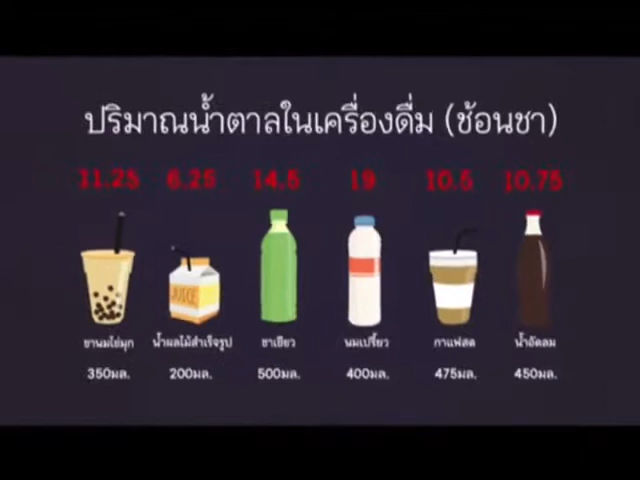 ปริมาณน้ำตาลในเครื่องดื่ม (ช้อนชา)
11.25 6.25 14.5 19 10.5 10.75
JUICE
ชานมไข่มุก น้ำผลไม้สำเร็จรูป ชาเขียว นมเปรี้ยว กาแฟสด น้ำอัดลม
350มล. 200มล. 500มล. 400มล. 475มล. 450มล.